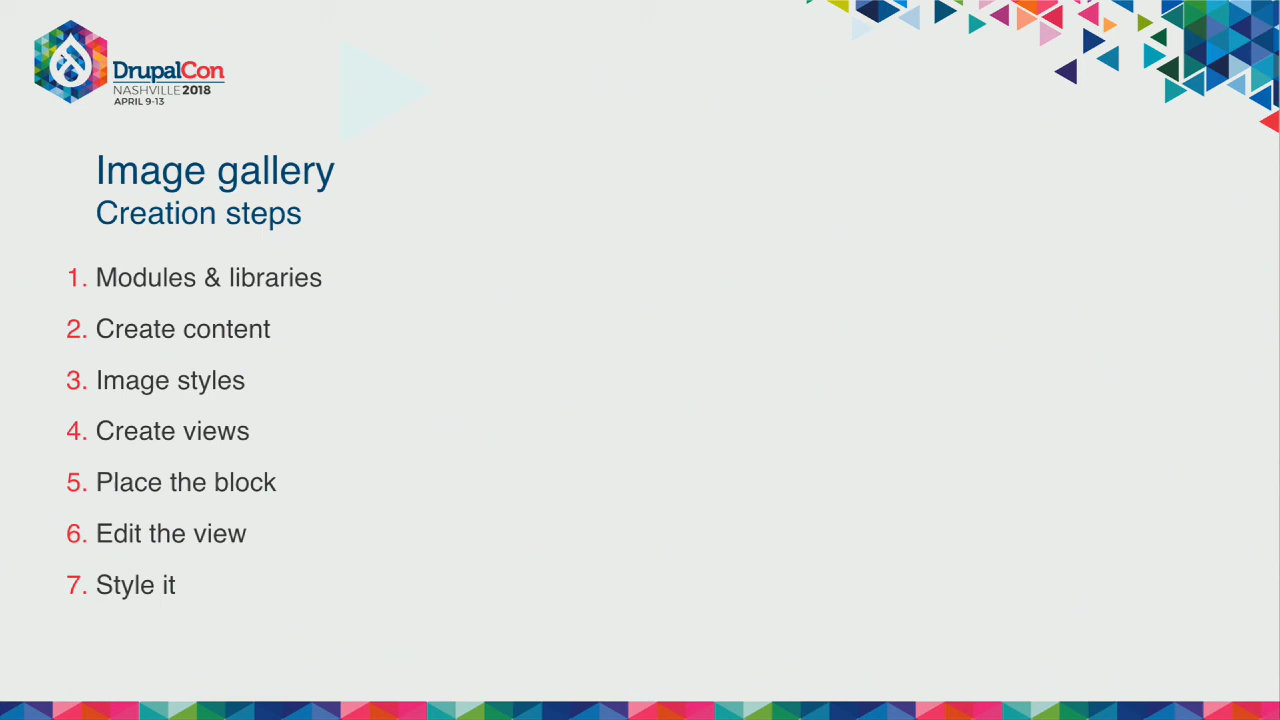 DrupalCon
NASHVILLE 2018
APRIL 9-13
Image gallery
Creation steps
1. Modules & libraries
2. Create content
3. Image styles
4. Create views
5. Place the block
6. Edit the view
7. Style it